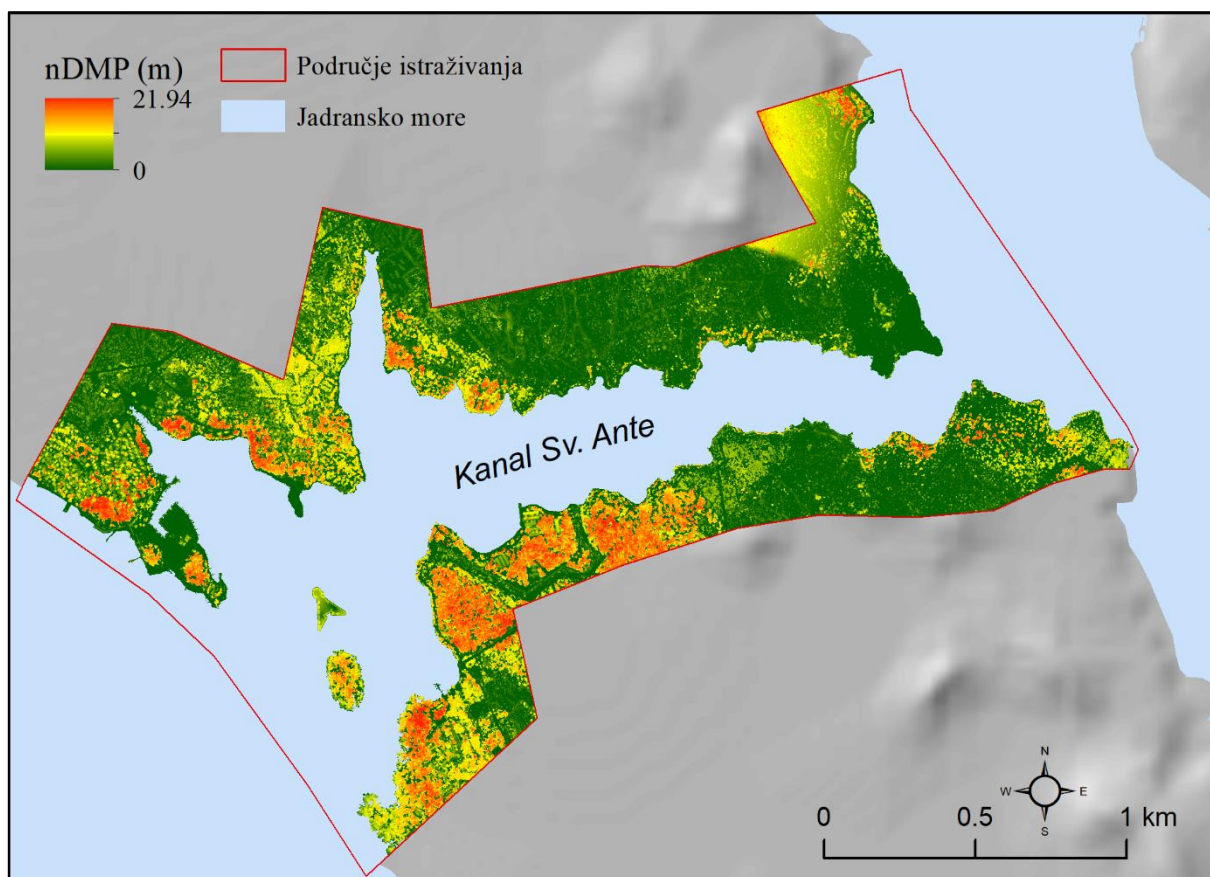 nDMP (m)
21.94
0
Područje istraživanja
Jadransko more
Kanal Sv. Ante
N
W
E
S
0
0.5
1 km